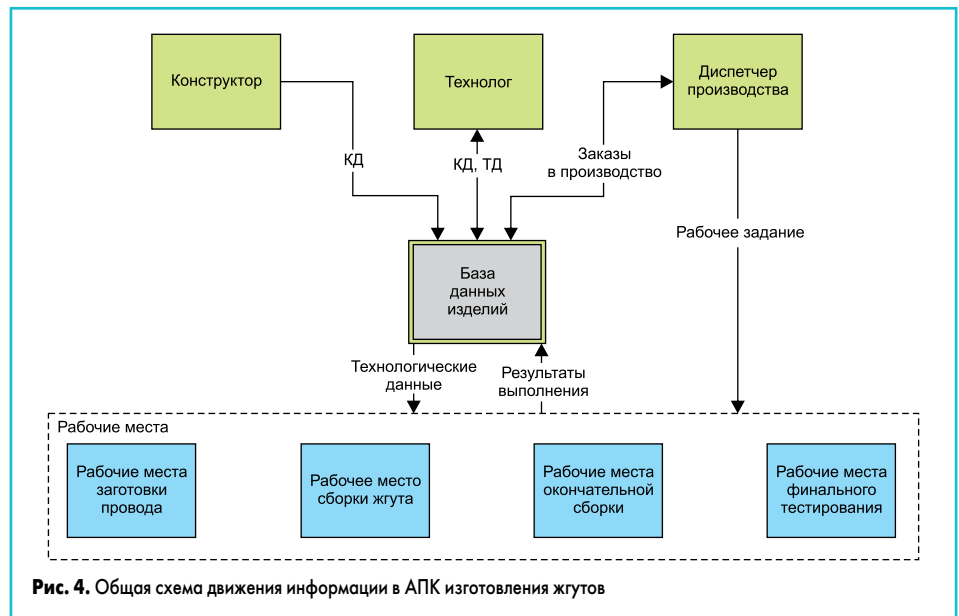 Конструктор
Технолог
Диспетчер
производства
КД
КД, ТД
Заказы
в производство
Рабочее задание
База
данных
изделий
Технологические
данные
Результаты
выполнения
Рабочие места
Рабочие места
заготовки
провода
Рабочее место
сборки жгута
Рабочие места
окончательной
сборки
Рабочие места
финального
тестирования
Рис. 4. Общая схема движения информации в АПК изготовления жгутов